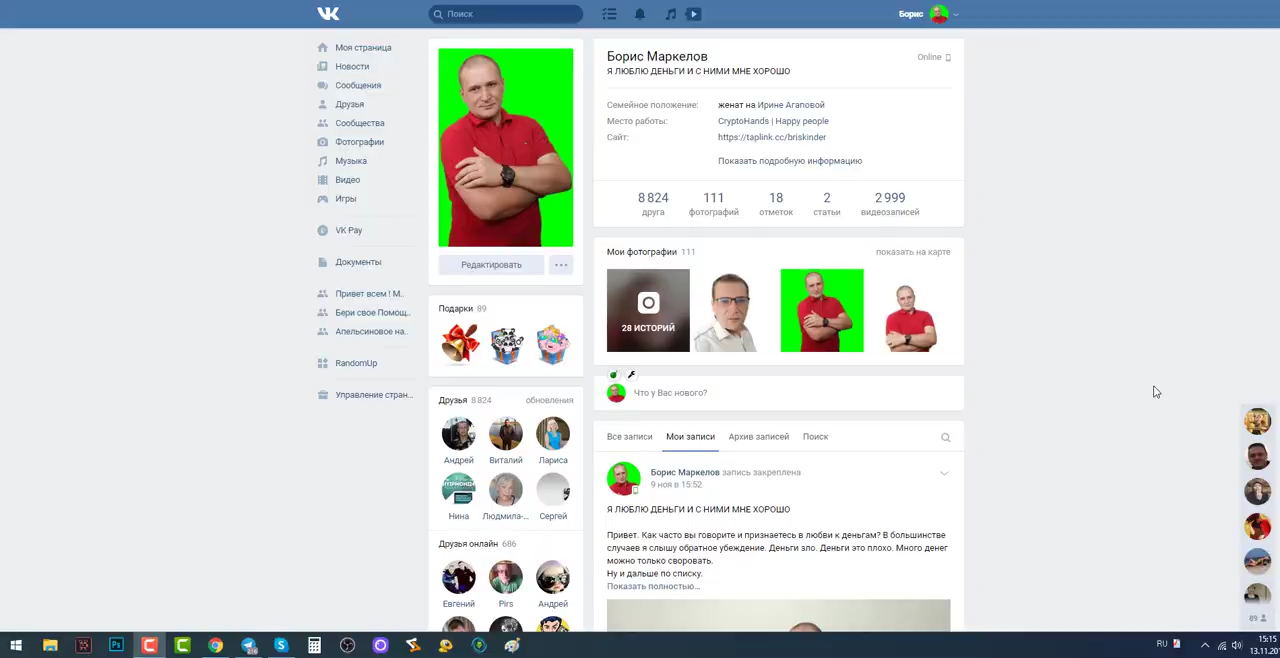 Поиск
Борис
Моя страница
Новости
Сообщения
Друзья
Сообщества
Фотографии
Музыка
Видео
Игры
VK Pay
Документы
Привет всем ! М..
Бери свое Помощ..
Апельсиновое на..
RandomUp
Управление стран...
Редактировать
Подарки 89
Друзья 8 824
обновления
Андрей
Виталий
Лариса
Нина
Людмила-...
Сергей
Друзья онлайн 686
Евгений
Pirs
Андрей
Борис Маркелов
Online
Я ЛЮБЛЮ ДЕНЬГИ И С НИМИ МНЕ ХОРОШО
Семейное положение: женат на Ирине Агаповой
Место работы: CryptoHands | Happy people
Сайт: https://taplink.cc/briskinder
Показать подробную информацию
8 824 друга
111 фотографий
18 отметок
2 статьи
2 999 видеозаписей
Мои фотографии 111
показать на карте
28 ИСТОРИЙ
Что у Вас нового?
Все записи
Мои записи
Архив записей
Поиск
Борис Маркелов запись закреплена
9 ноя в 15:52
Я ЛЮБЛЮ ДЕНЬГИ И С НИМИ МНЕ ХОРОШО
Привет. Как часто вы говорите и признаетесь в любви к деньгам? В большинстве
случаев я слышу обратное убеждение. Деньги зло. Деньги это плохо. Много денег
можно только своровать.
Ну и дальше по списку.
Показать полностью...
89
RU
15:15
13.11.20